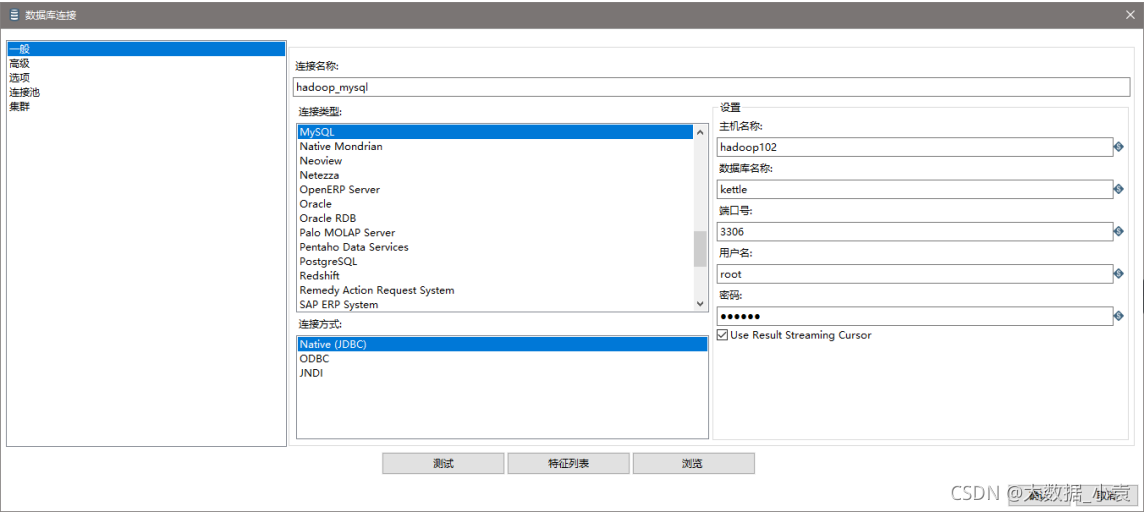 数据库连接
一般
高级
选项
连接池
集群
连接名称:
hadoop_mysql
连接类型:
MySQL
Native Mondrian
Neoview
Netezza
OpenERP Server
Oracle
Oracle RDB
Palo MOLAP Server
Pentaho Data Services
PostgreSQL
Redshift
Remedy Action Request System
SAP ERP System
连接方式:
Native (JDBC)
ODBC
JNDI
设置
主机名称:
hadoop102
数据库名称:
kettle
端口号:
3306
用户名:
root
密码:
●●●●●●
Use Result Streaming Cursor
测试
特征列表
浏览
取消
CSDN @大数据_小袁